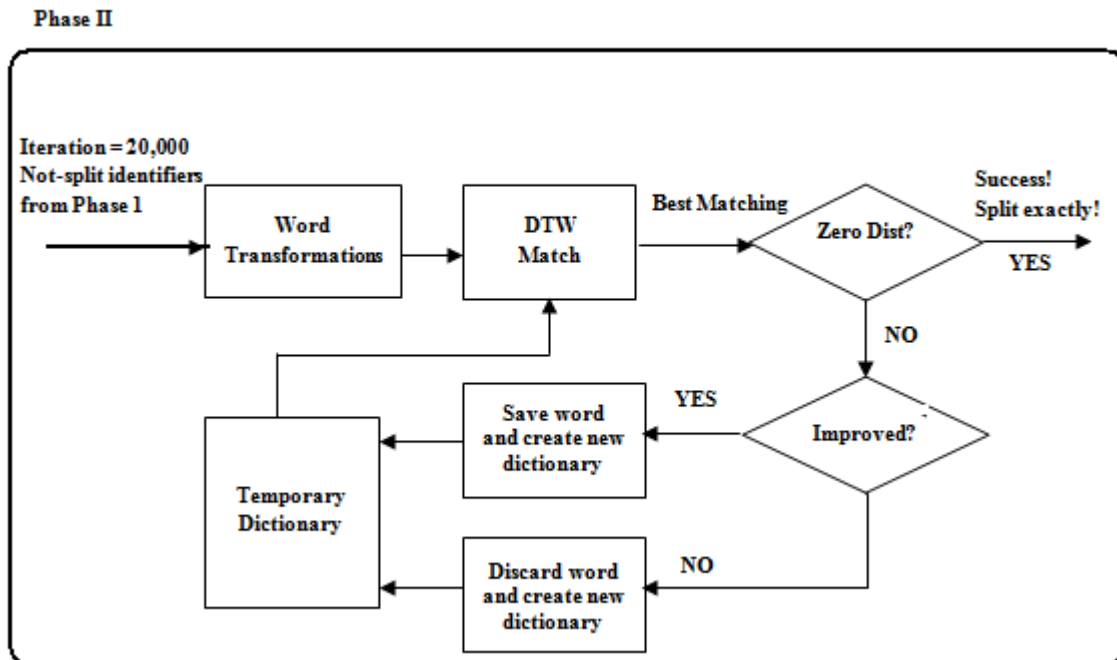 Phase II
Iteration = 20,000
Not-split identifiers
from Phase 1
Word
Transformations
DTW
Match
Best Matching
Zero Dist?
Success!
Split exactly!
YES
NO
Improved?
YES
Save word
and create new
dictionary
Temporary
Dictionary
NO
Discard word
and create new
dictionary